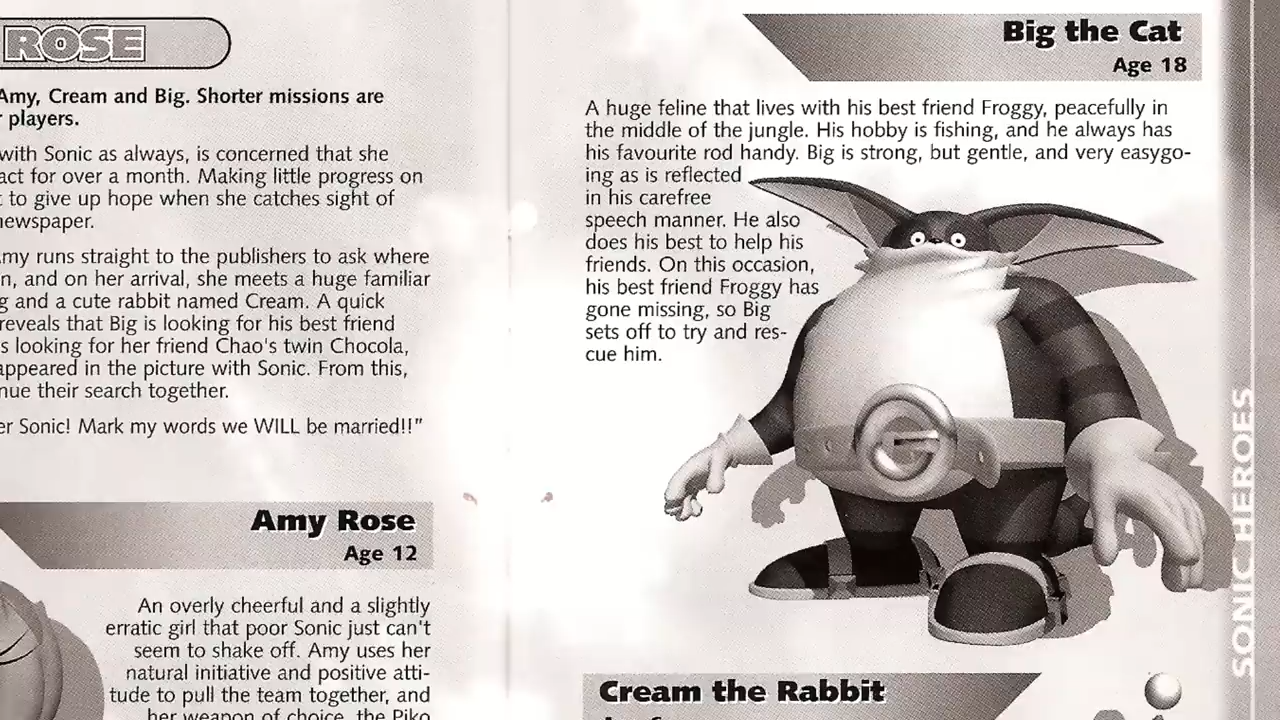 ROSE
Amy, Cream and Big. Shorter missions are
players.
with Sonic as always, is concerned that she
act for over a month. Making little progress on
to give up hope when she catches sight of
newspaper.
my runs straight to the publishers to ask where
n, and on her arrival, she meets a huge familiar
g and a cute rabbit named Cream. A quick
reveals that Big is looking for his best friend
s looking for her friend Chao's twin Chocola,
appeared in the picture with Sonic. From this,
nue their search together.
er Sonic! Mark my words we WILL be married!!"
Amy Rose
Age 12
An overly cheerful and a slightly
erratic girl that poor Sonic just can't
seem to shake off. Amy uses her
natural initiative and positive atti-
tude to pull the team together, and
her weapon of choice, the Piko
Big the Cat
Age 18
A huge feline that lives with his best friend Froggy, peacefully in
the middle of the jungle. His hobby is fishing, and he always has
his favourite rod handy. Big is strong, but gentle, and very easygo-
ing as is reflected
in his carefree
speech manner. He also
does his best to help his
friends. On this occasion,
his best friend Froggy has
gone missing, so Big
sets off to try and res-
cue him.
Cream the Rabbit
SONIC HEROES